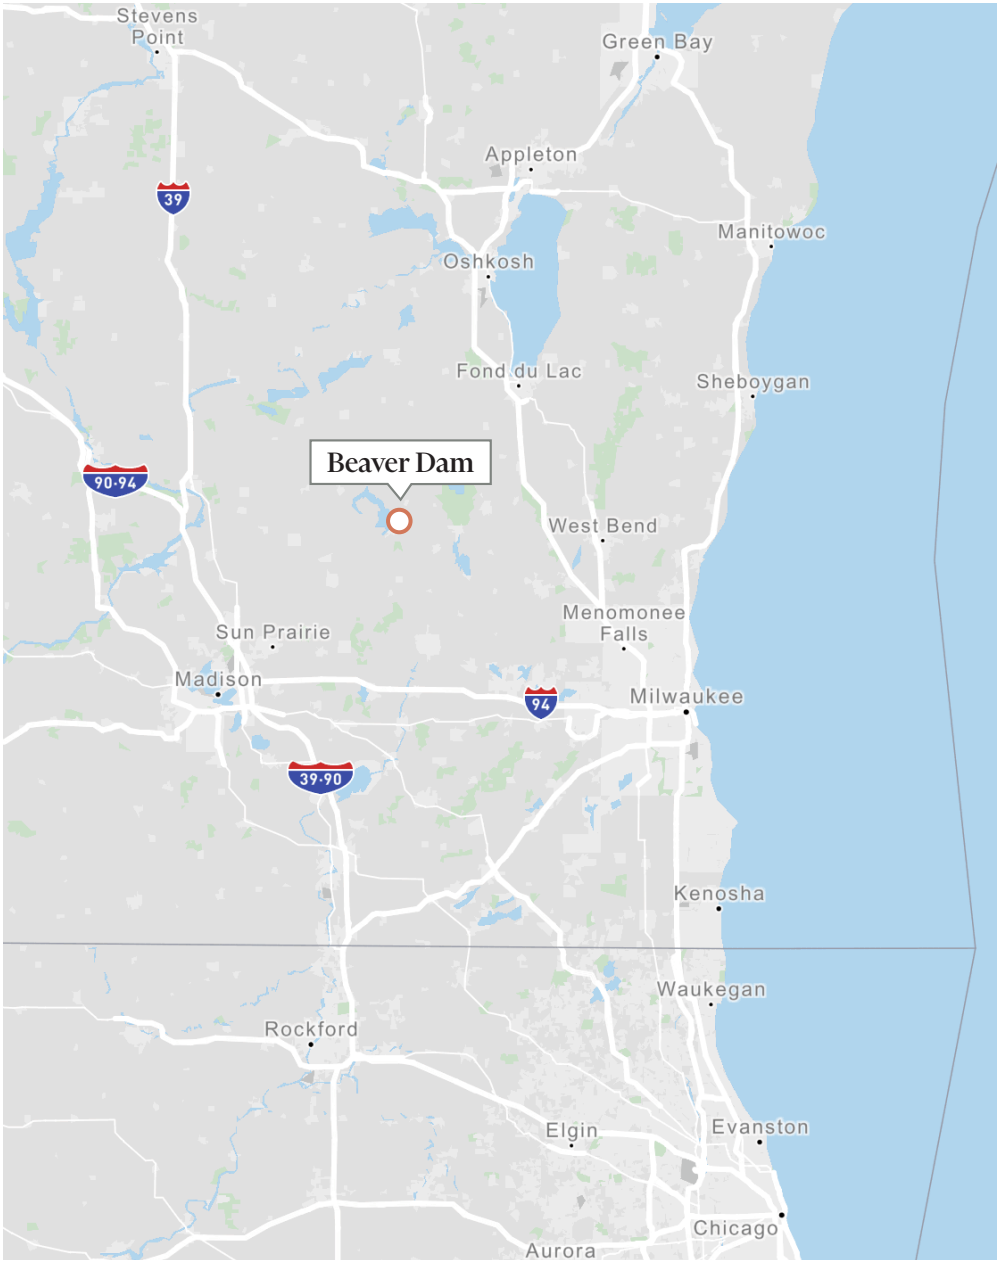 Stevens
Point
Green Bay
Appleton
39
Manitowoc
Oshkosh
Fond du Lac
Sheboygan
Beaver Dam
90·94
West Bend
Menomonee
Falls
Sun Prairie
Madison
94
Milwaukee
39·90
Kenosha
Waukegan
Rockford
Elgin
Evanston
Chicago
Aurora